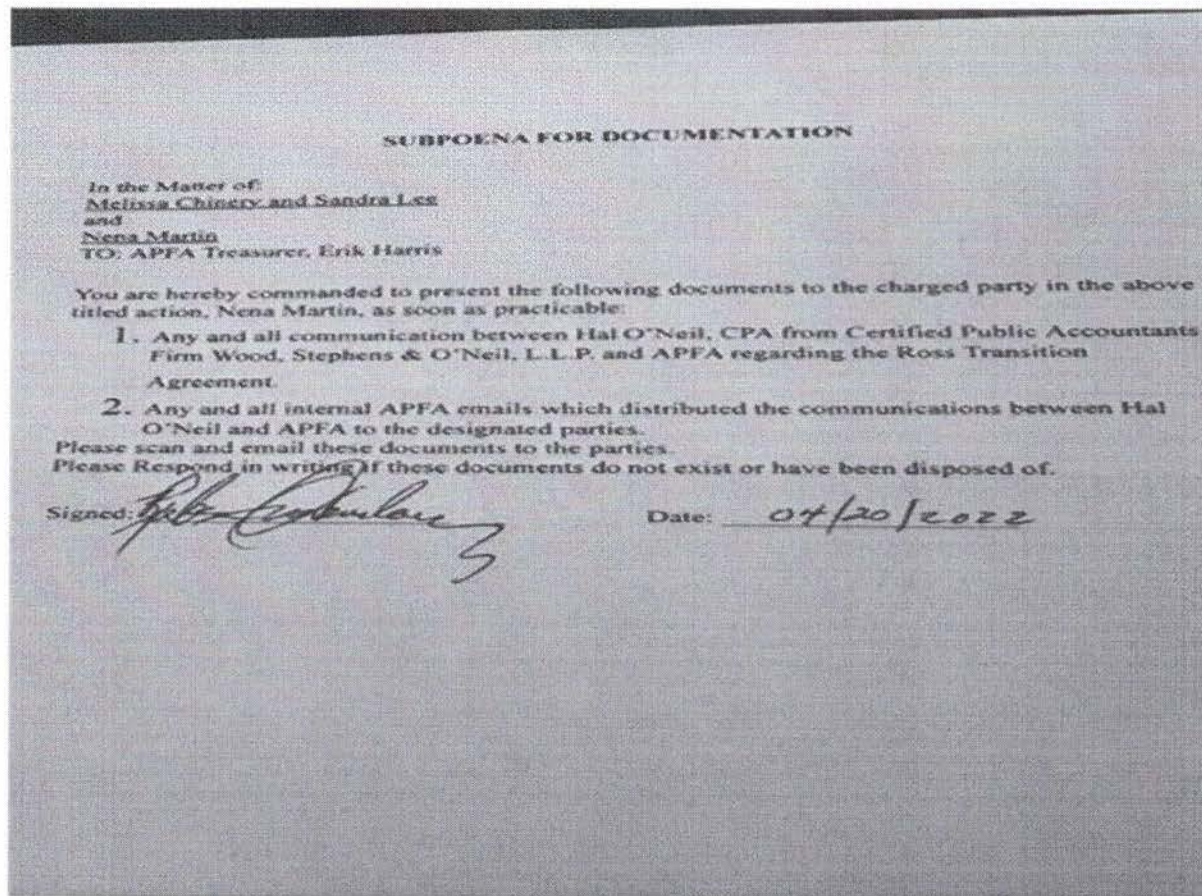 SUBPOENA FOR DOCUMENTATION
In the Matter of:
Melissa Chinery and Sandra Lee
and
Nena Martin
TO: APFA Treasurer, Erik Harris
You are hereby commanded to present the following documents to the charged party in the above
titled action, Nena Martin, as soon as practicable:
1. Any and all communication between Hal O'Neil, CPA from Certified Public Accountants
Firm Wood, Stephens & O'Neil, L.L.P. and APFA regarding the Ross Transition
Agreement.
2. Any and all internal APFA emails which distributed the communications between Hal
O'Neil and APFA to the designated parties.
Please scan and email these documents to the parties.
Please Respond in writing if these documents do not exist or have been disposed of.
Signed: Date: 04/20/2022